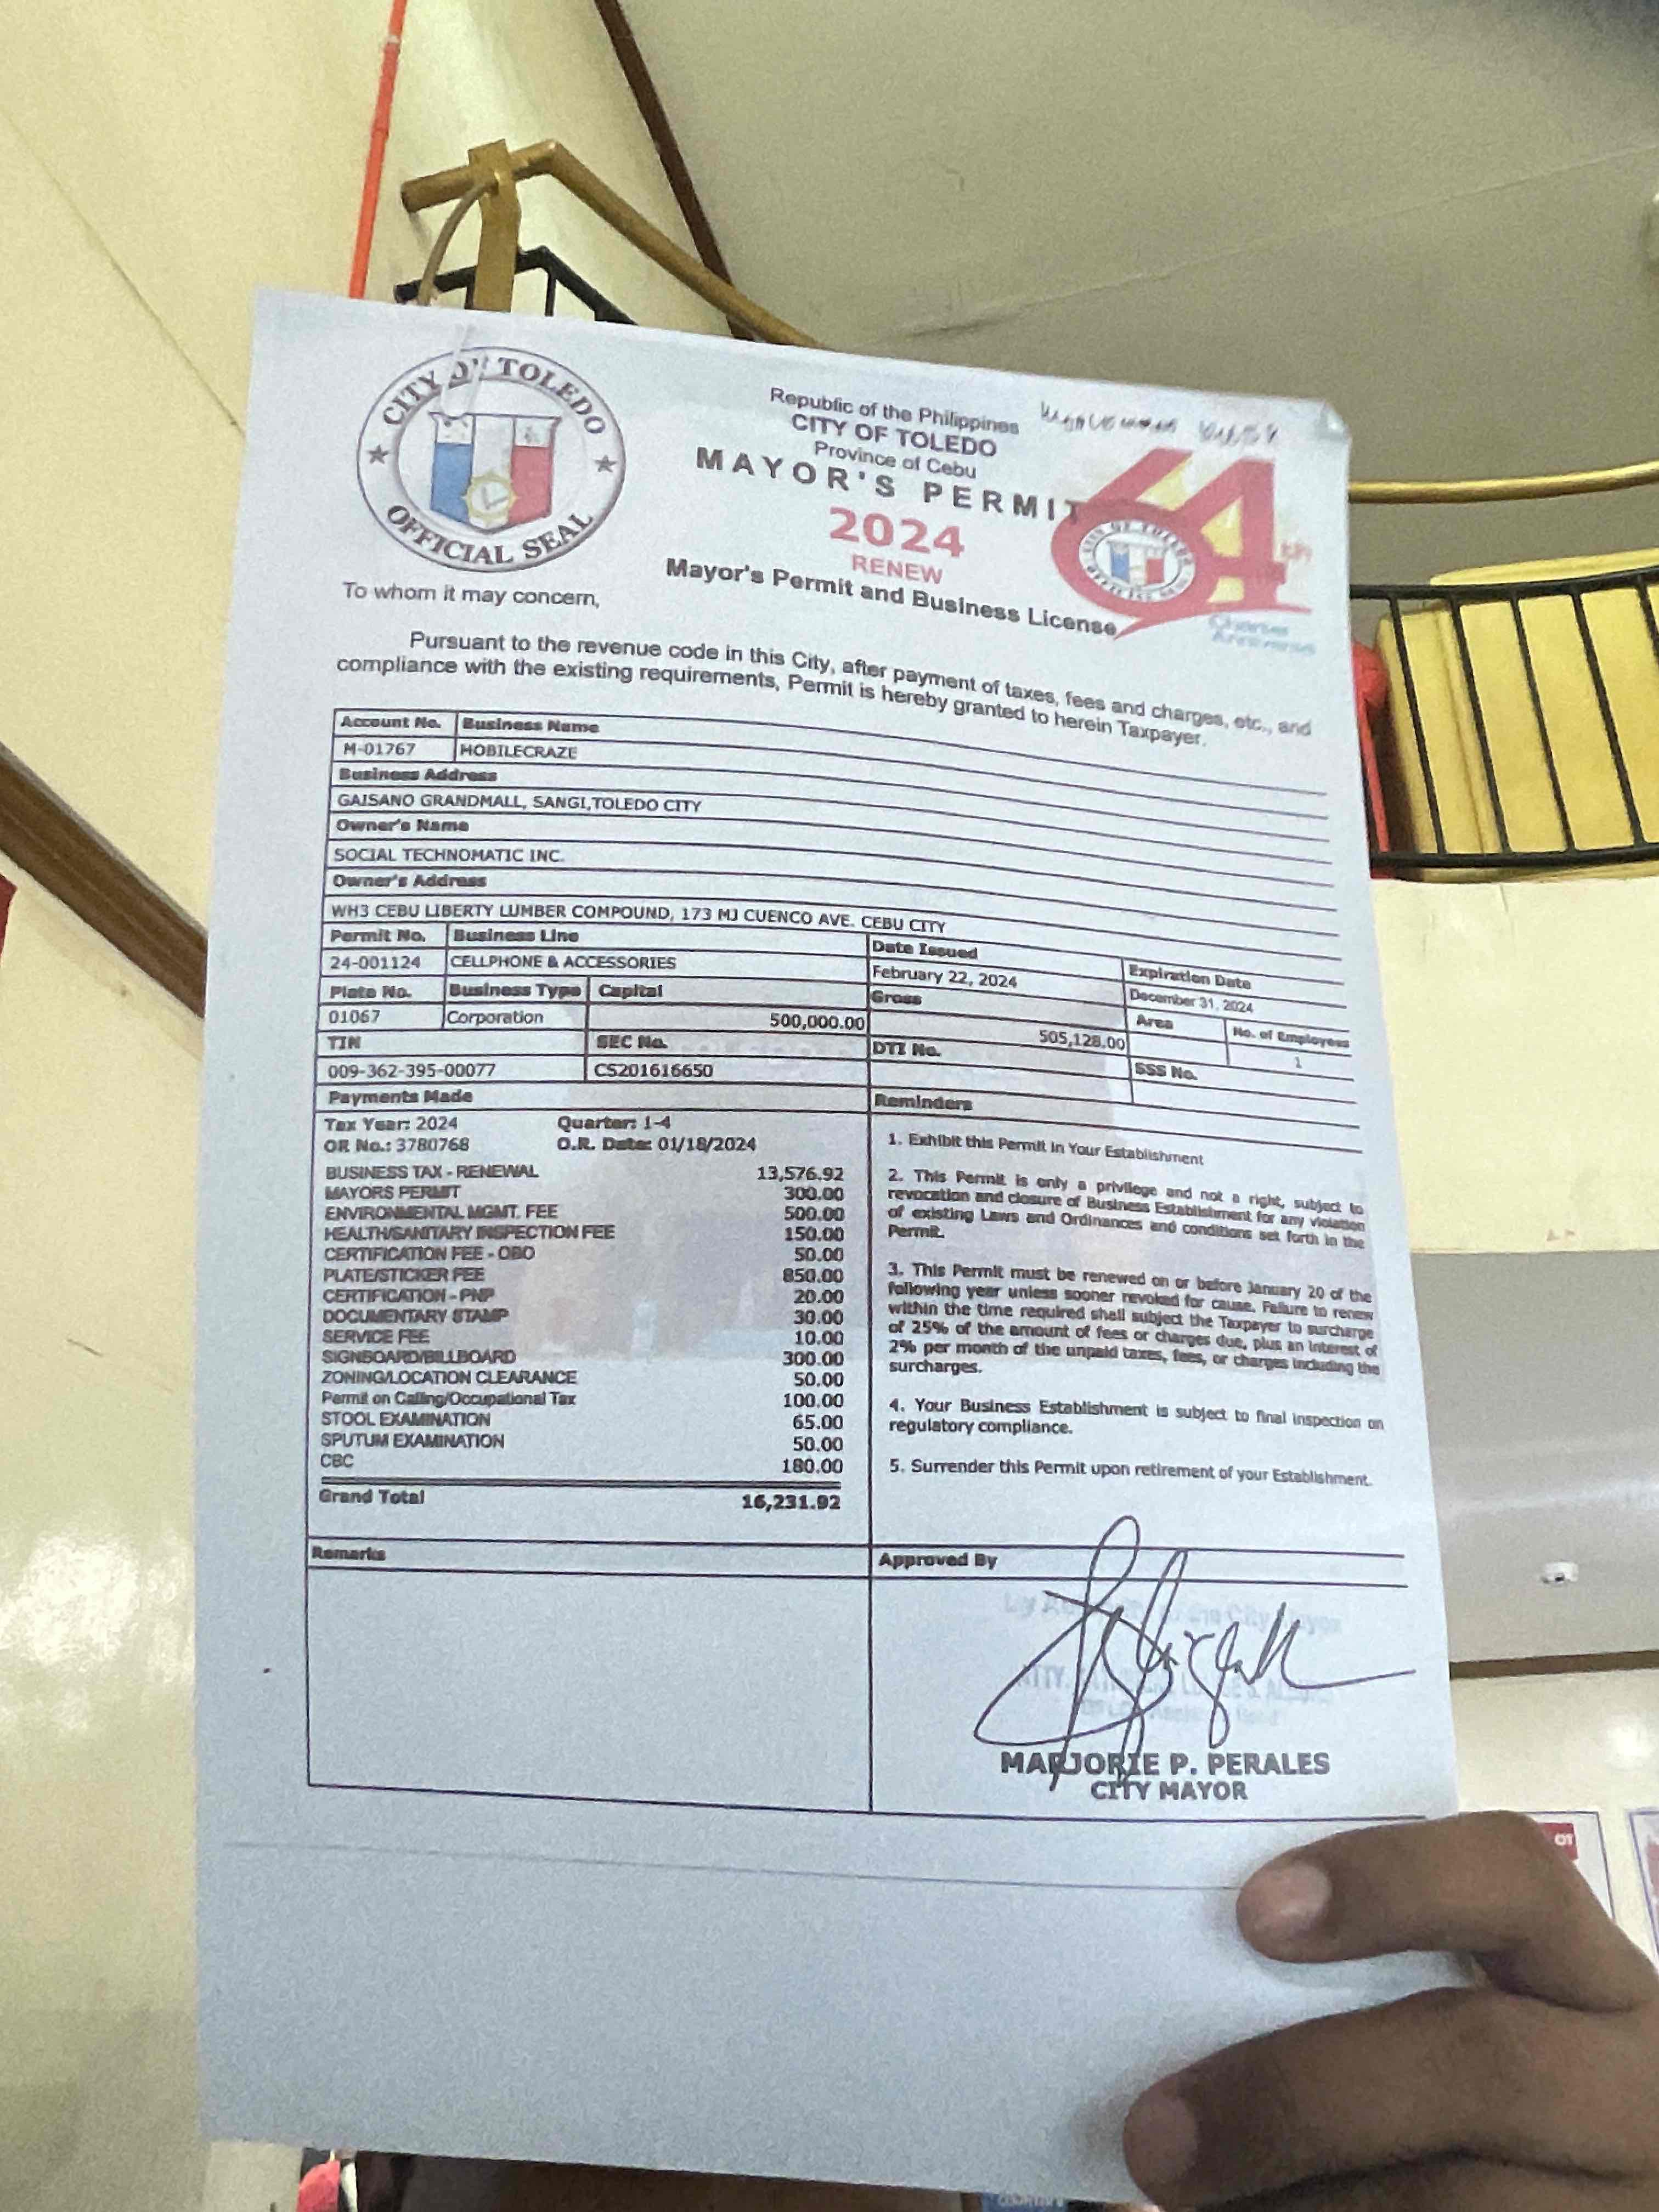 CITY OF TOLEDO
OFFICIAL SEAL
Republic of the Philippines
CITY OF TOLEDO
Province of Cebu
MAYOR'S PERMIT
2024
RENEW
Mayor's Permit and Business License
64th
Charter
To whom it may concern,
Pursuant to the revenue code in this City, after payment of taxes, fees and charges, etc., and
compliance with the existing requirements, Permit is hereby granted to herein Taxpayer.
Account No. Business Name
M-01767 MOBILECRAZE
Business Address
GAISANO GRANDMALL, SANGI,TOLEDO CITY
Owner's Name
SOCIAL TECHNOMATIC INC.
Owner's Address
WH3 CEBU LIBERTY LUMBER COMPOUND, 173 MJ CUENCO AVE. CEBU CITY
Permit No. Business Line Date Issued Expiration Date
24-001124 CELLPHONE & ACCESSORIES February 22, 2024 December 31, 2024
Plate No. Business Type Capital Gross Area No. of Employees
01067 Corporation 500,000.00 505,128.00 1
TIN SEC No. DTI No. SSS No.
009-362-395-00077 CS201616650
Payments Made
Tax Year: 2024 Quarter: 1-4
OR No.: 3780768 O.R. Date: 01/18/2024
BUSINESS TAX - RENEWAL 13,576.92
MAYORS PERMIT 300.00
ENVIRONMENTAL MGMT. FEE 500.00
HEALTH/SANITARY INSPECTION FEE 150.00
CERTIFICATION FEE - OBO 50.00
PLATE/STICKER FEE 850.00
CERTIFICATION - PNP 20.00
DOCUMENTARY STAMP 30.00
SERVICE FEE 10.00
SIGNBOARD/BILLBOARD 300.00
ZONING/LOCATION CLEARANCE 50.00
Permit on Calling/Occupational Tax 100.00
STOOL EXAMINATION 65.00
SPUTUM EXAMINATION 50.00
CBC 180.00
Grand Total 16,231.92
Reminders
1. Exhibit this Permit in Your Establishment
2. This Permit is only a privilege and not a right, subject to
revocation and closure of Business Establishment for any violation
of existing Laws and Ordinances and conditions set forth in the
Permit.
3. This Permit must be renewed on or before January 20 of the
following year unless sooner revoked for cause. Failure to renew
within the time required shall subject the Taxpayer to surcharge
of 25% of the amount of fees or charges due, plus an interest of
2% per month of the unpaid taxes, fees, or charges including the
surcharges.
4. Your Business Establishment is subject to final inspection on
regulatory compliance.
5. Surrender this Permit upon retirement of your Establishment.
Remarks
Approved By
MARJORIE P. PERALES
CITY MAYOR